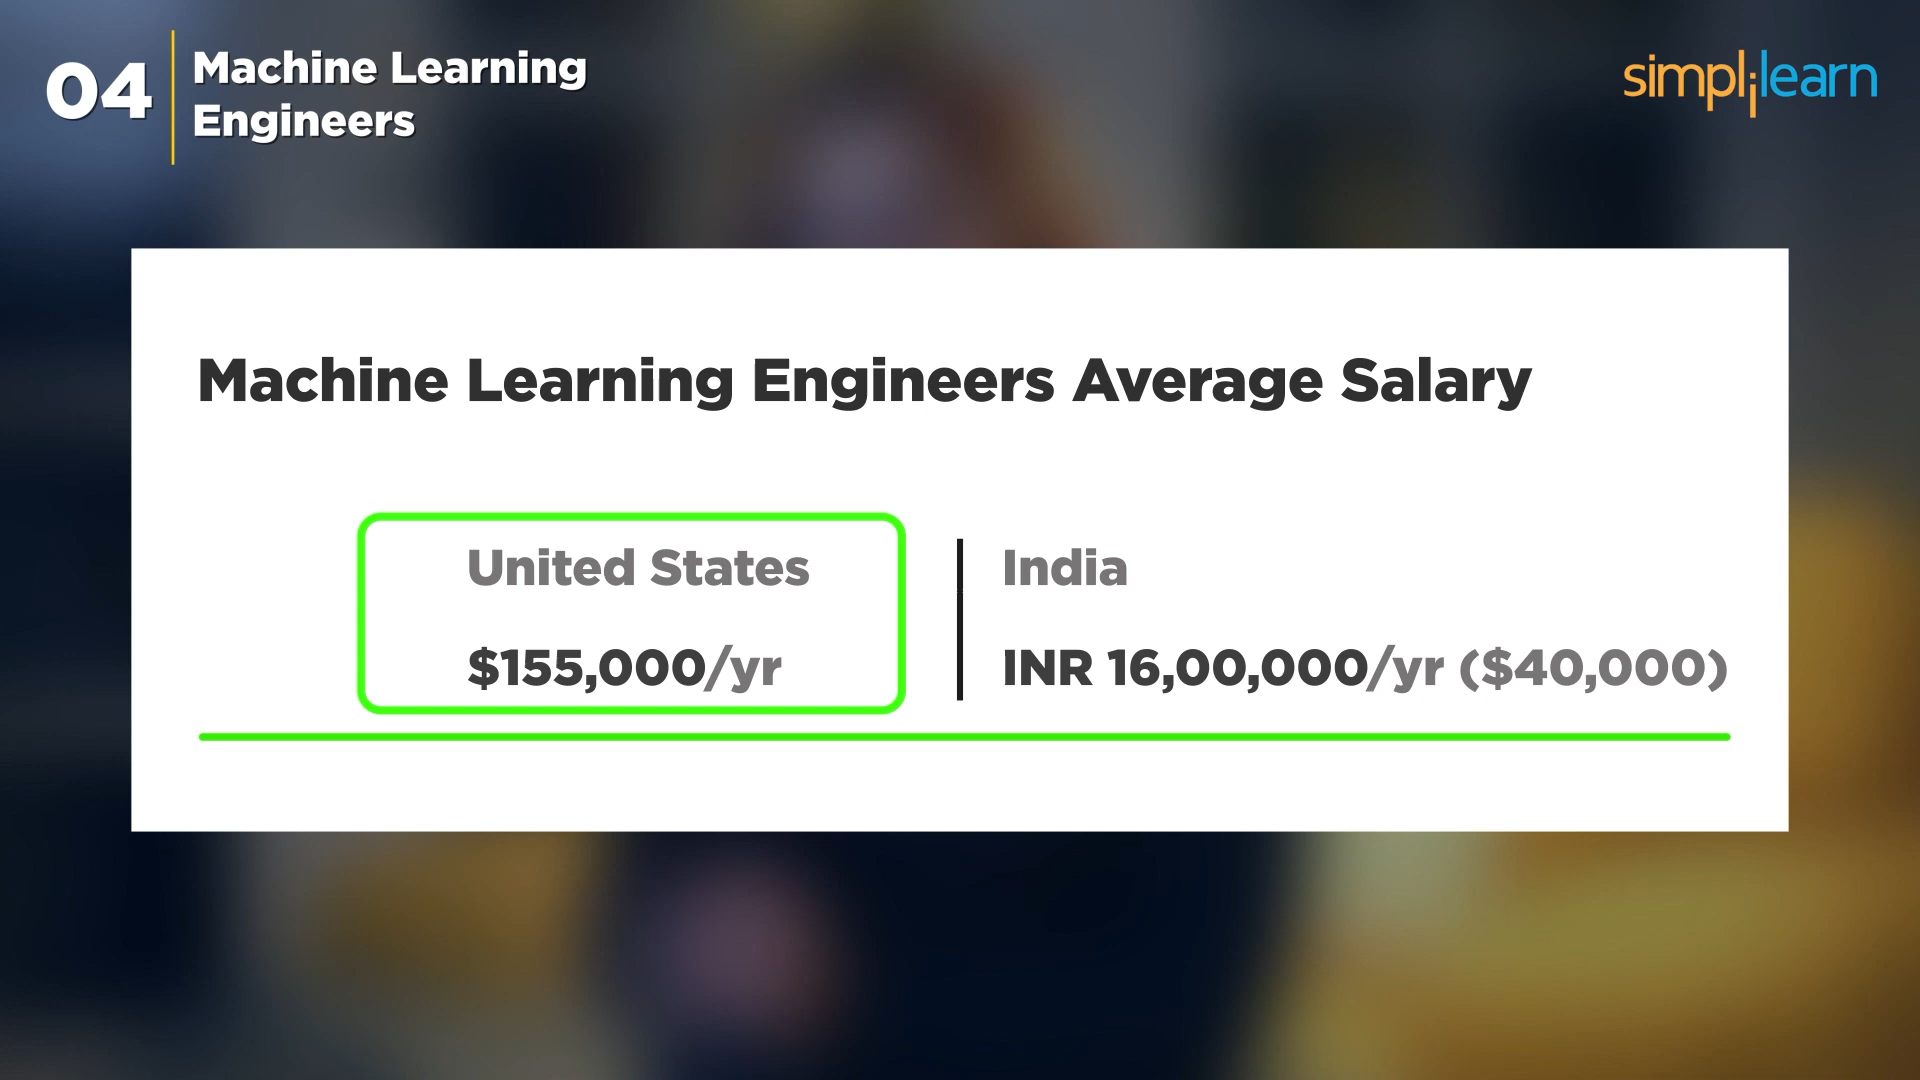 04
Machine Learning
Engineers
simplilearn
Machine Learning Engineers Average Salary
United States
$155,000/yr
India
INR 16,00,000/yr ($40,000)